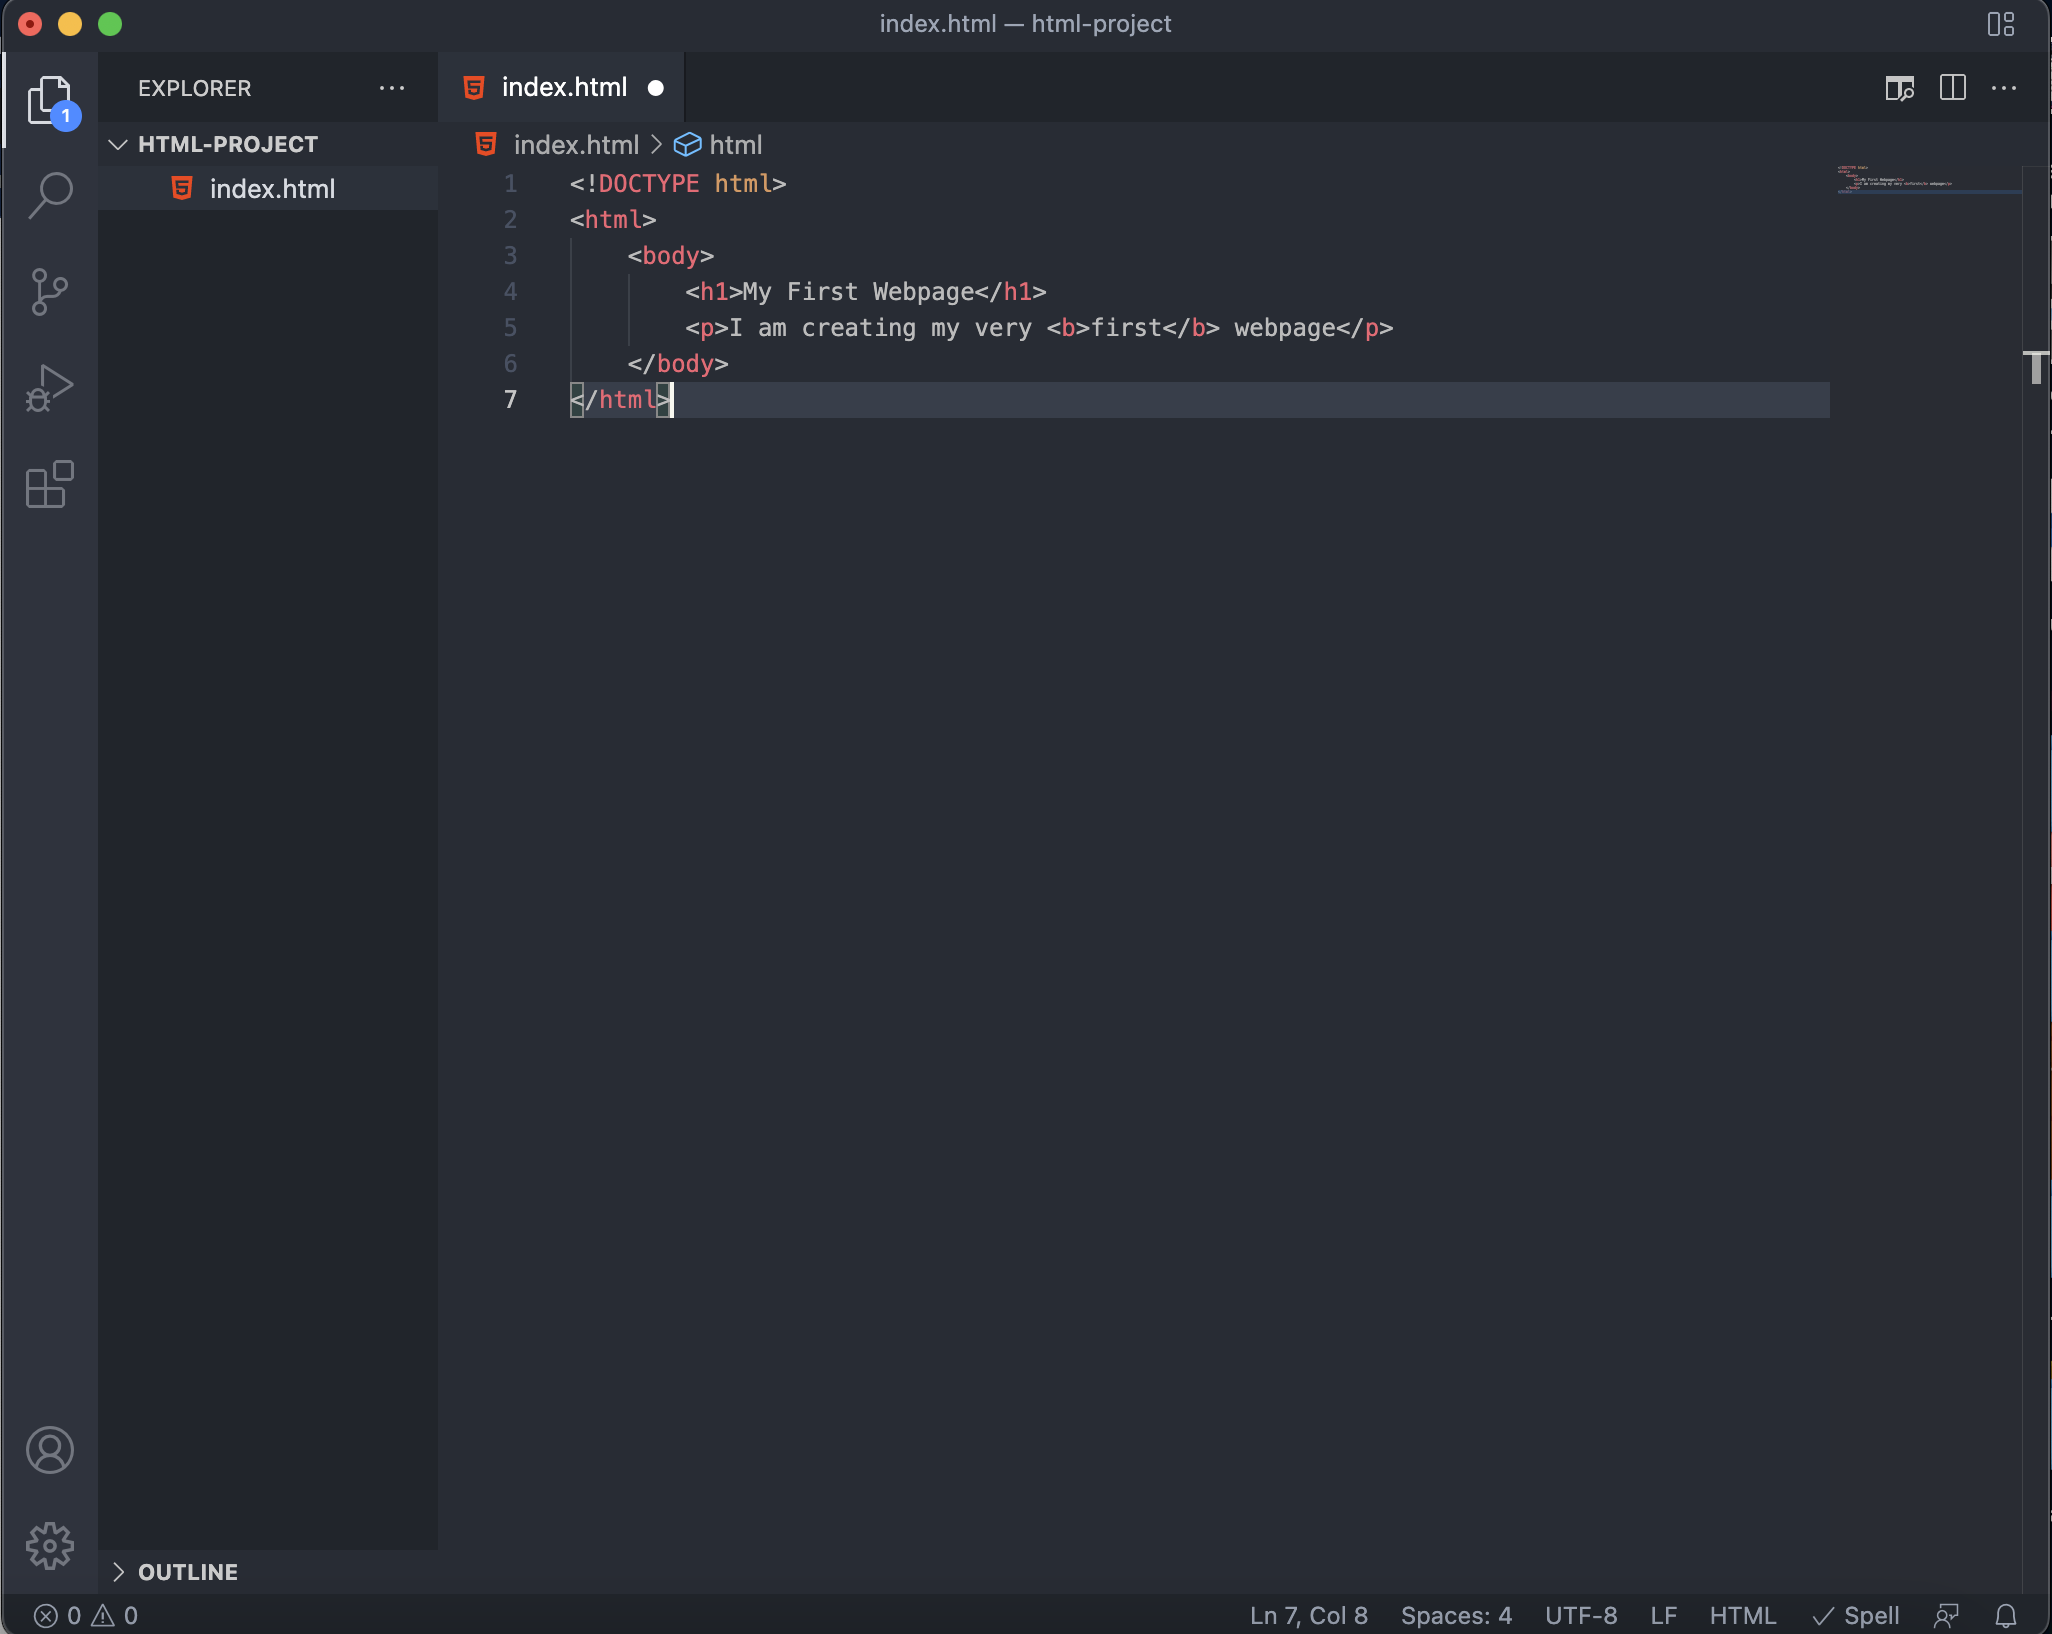 index.html — html-project
EXPLORER
index.html
1
HTML-PROJECT
index.html
index.html > html
1 <!DOCTYPE html>
2 <html>
3     <body>
4         <h1>My First Webpage</h1>
5         <p>I am creating my very <b>first</b> webpage</p>
6     </body>
7 </html>
OUTLINE
0 0 Ln 7, Col 8 Spaces: 4 UTF-8 LF HTML Spell